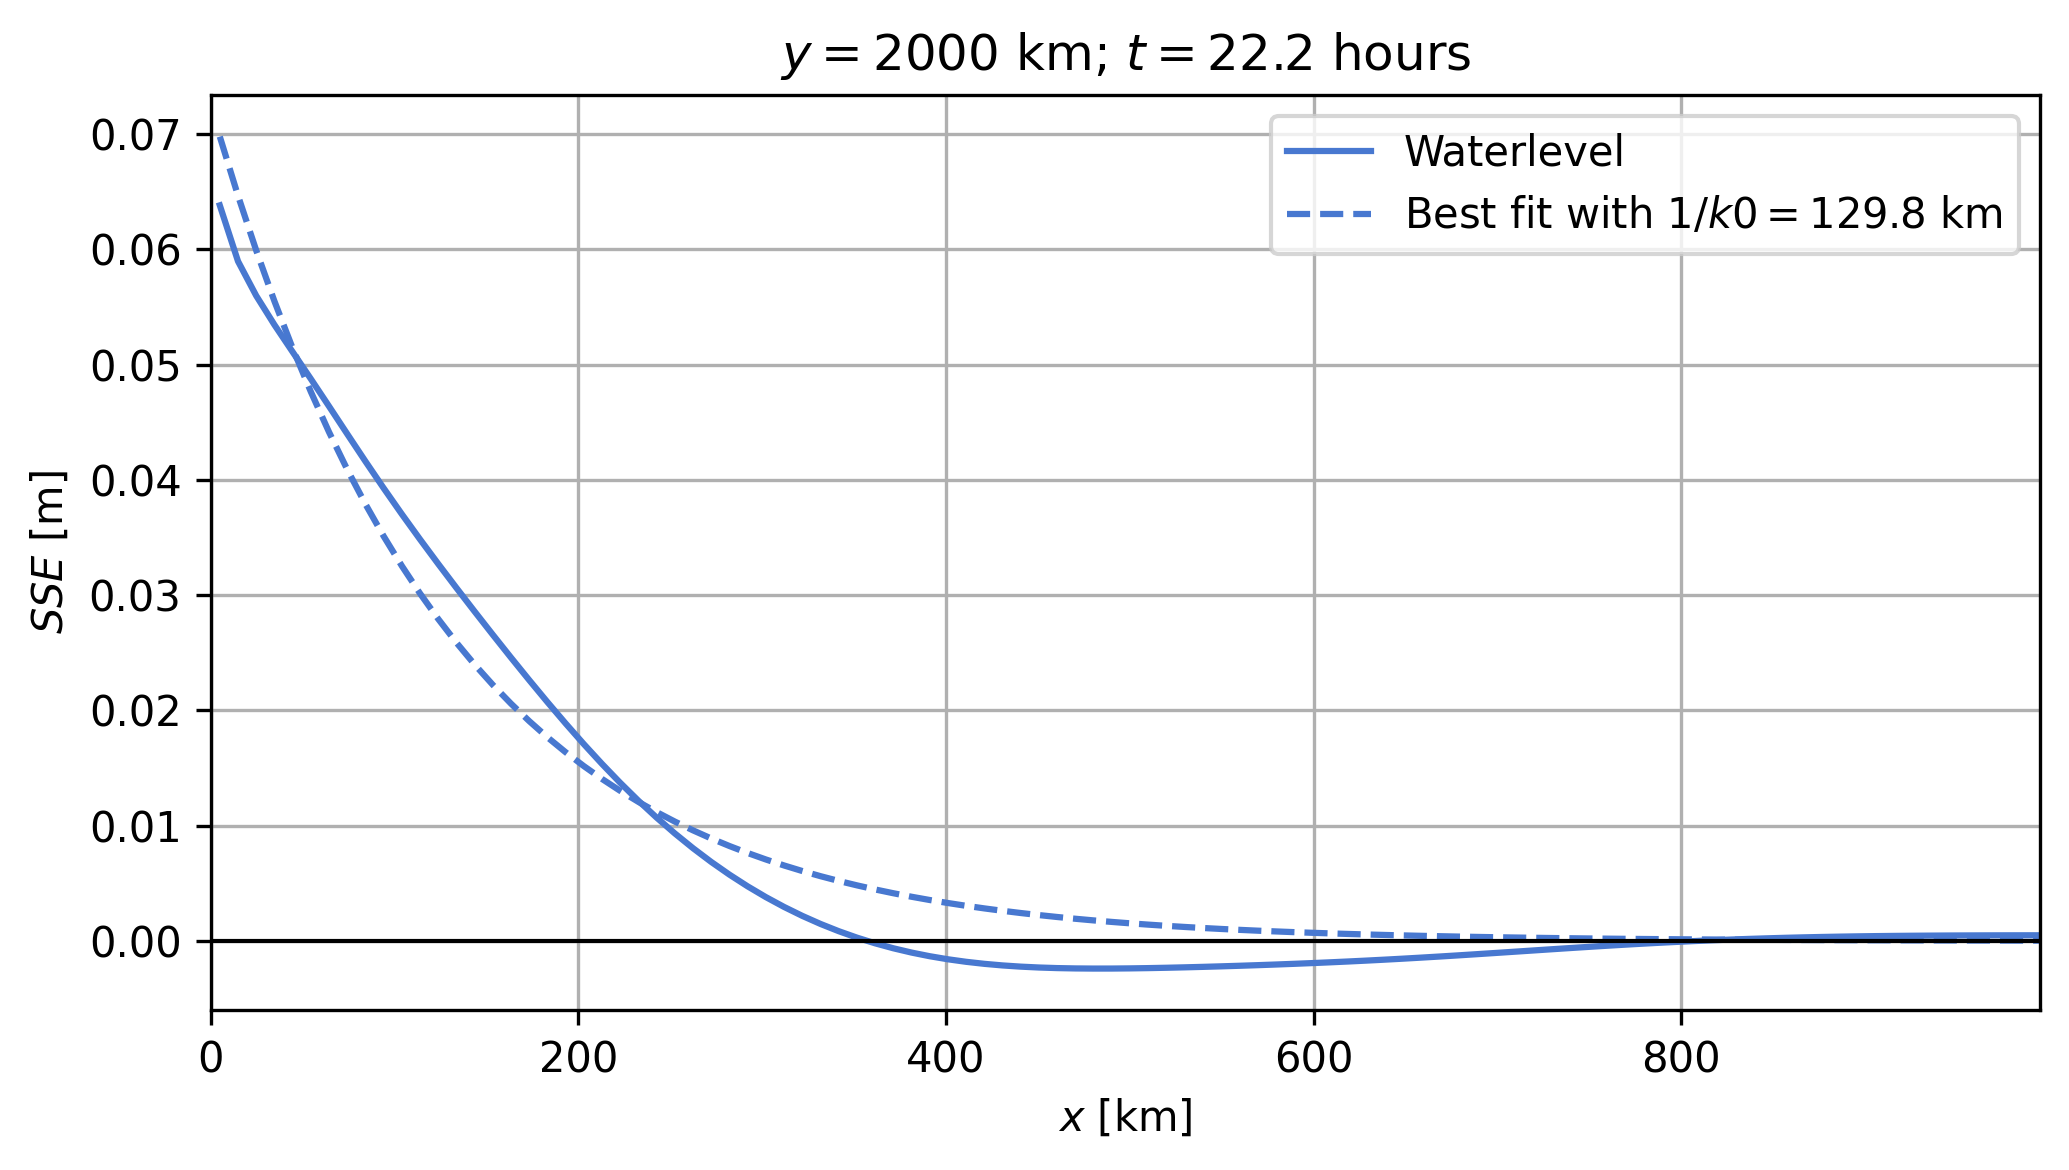 y = 2000 km; t = 22.2 hours
0.07
0.06
0.05
0.04
0.03
0.02
0.01
0.00
SSE [m]
Waterlevel
Best fit with 1/k0 = 129.8 km
0 200 400 600 800
x [km]